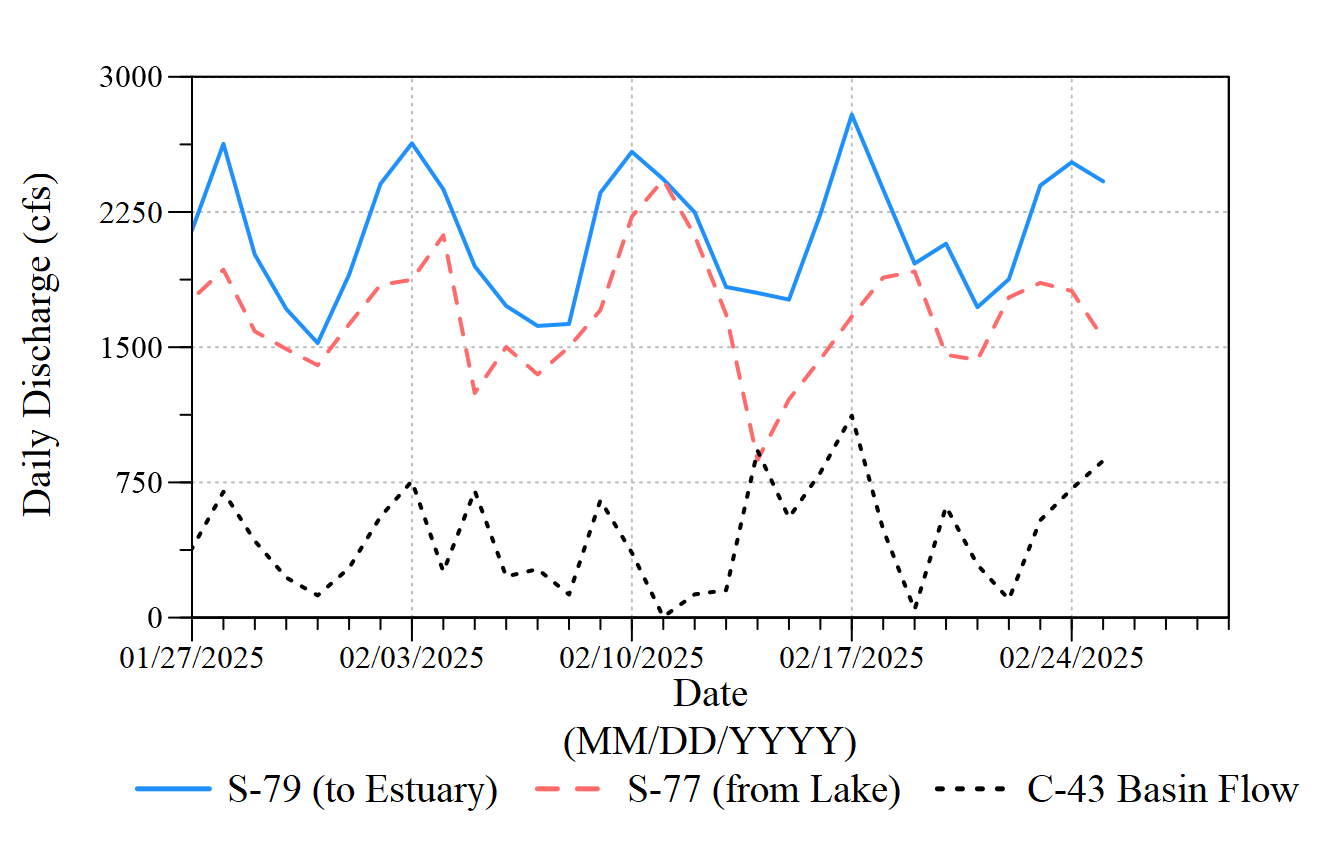 3000
2250
1500
750
0
Daily Discharge (cfs)
01/27/2025 02/03/2025 02/10/2025 02/17/2025 02/24/2025
Date
(MM/DD/YYYY)
S-79 (to Estuary) S-77 (from Lake) C-43 Basin Flow